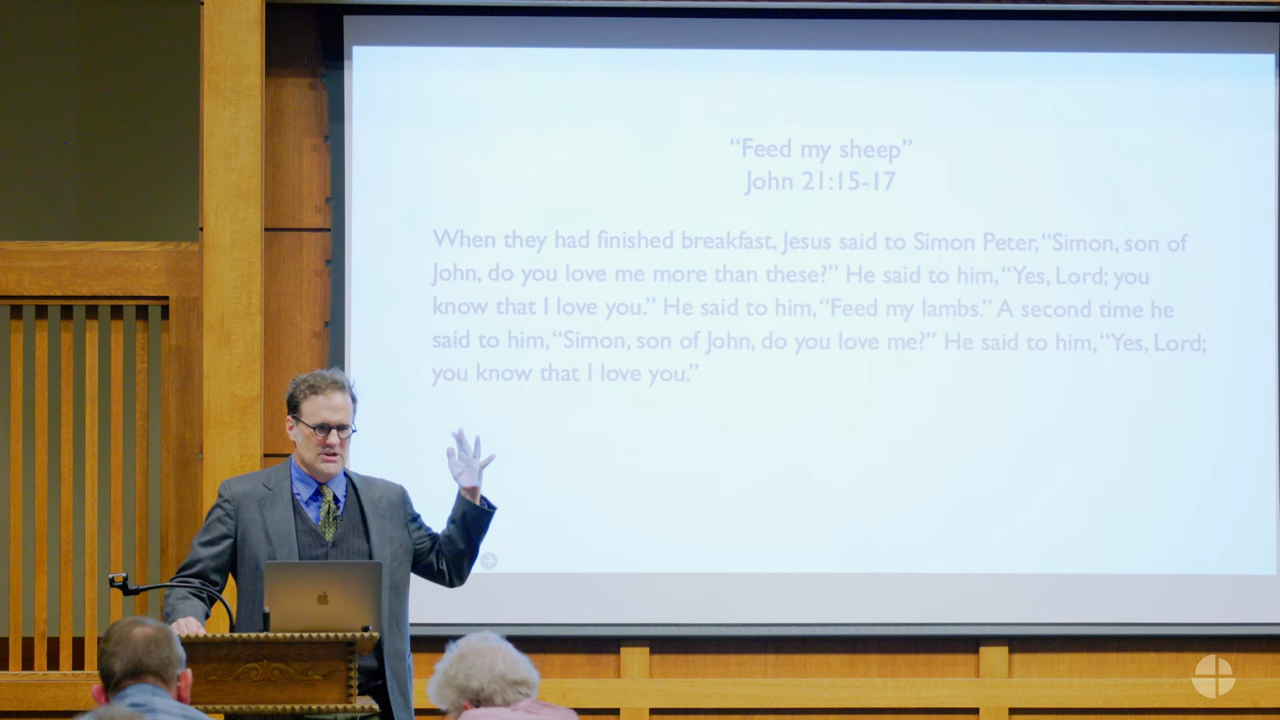 “Feed my sheep”
John 21:15-17
When they had finished breakfast, Jesus said to Simon Peter, “Simon, son of
John, do you love me more than these?” He said to him, “Yes, Lord; you
know that I love you.” He said to him, “Feed my lambs.” A second time he
said to him, “Simon, son of John, do you love me?” He said to him, “Yes, Lord;
you know that I love you.”